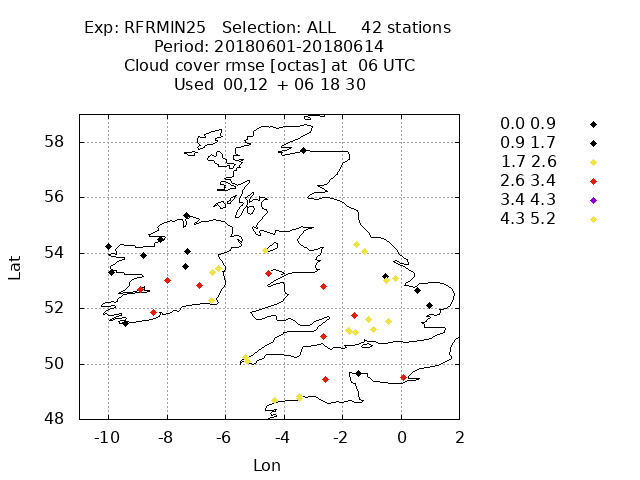 Exp: RFRMIN25 Selection: ALL 42 stations
Period: 20180601-20180614
Cloud cover rmse [octas] at 06 UTC
Used 00,12 + 06 18 30
0.0 0.9
0.9 1.7
1.7 2.6
2.6 3.4
3.4 4.3
4.3 5.2
58
56
54
52
50
48
Lat
-10 -8 -6 -4 -2 0 2
Lon